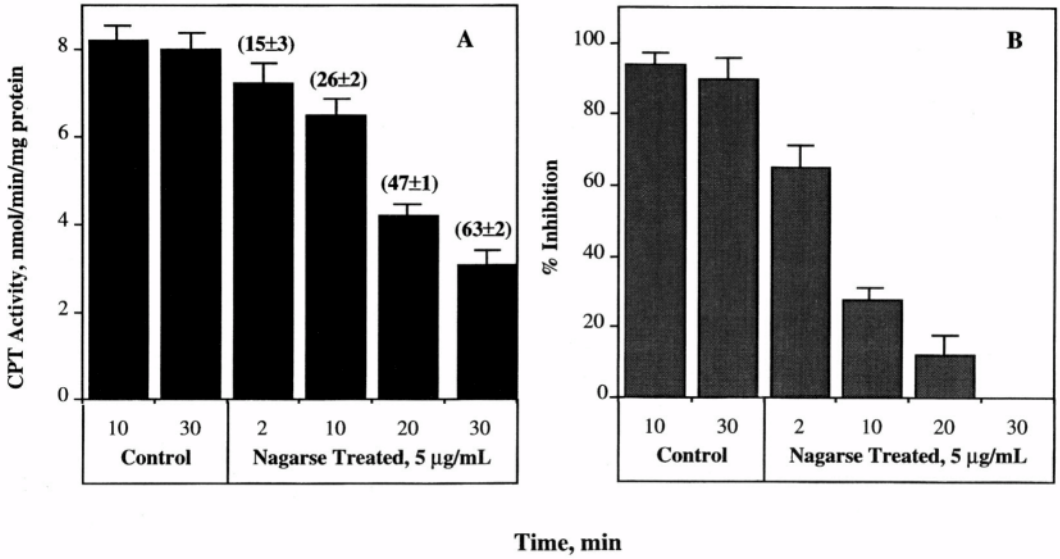 A
CPT Activity, nmol/min/mg protein
8
6
4
2
0
(15±3)
(26±2)
(47±1)
(63±2)
10 30 2 10 20 30
Control Nagarse Treated, 5 µg/mL
B
% Inhibition
100
80
60
40
20
0
10 30 2 10 20 30
Control Nagarse Treated, 5 µg/mL
Time, min